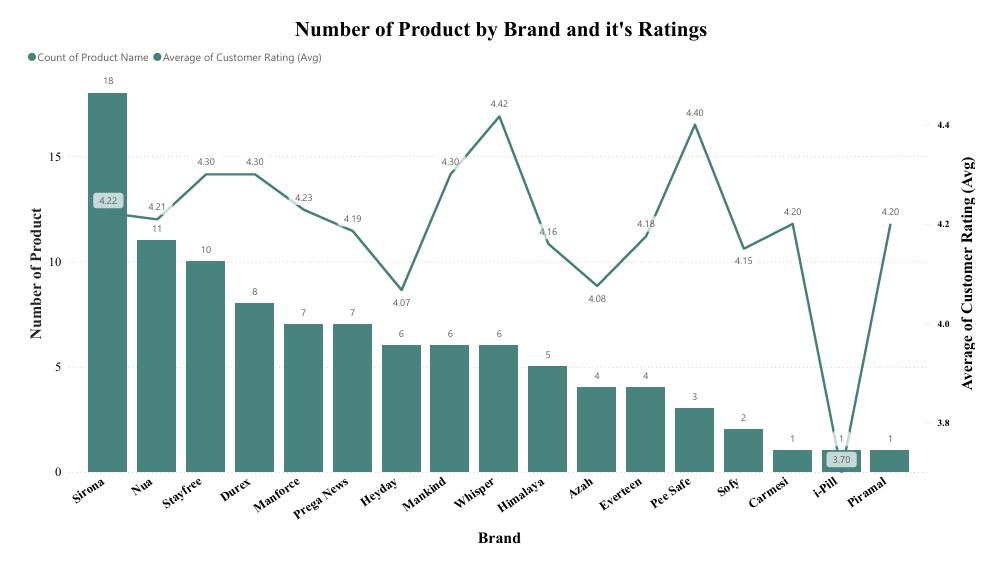 Number of Product by Brand and it's Ratings
Count of Product Name Average of Customer Rating (Avg)
18
4.42
4.40
4.4
15
4.30
4.30
4.30
4.22
4.21
4.23
4.19
4.16
4.18
4.20
4.20
4.2
11
10
4.15
10
8
4.07
4.08
7
7
4.0
6
6
6
5
5
4
4
3
2
3.8
1
1
1
3.70
0
Number of Product
Average of Customer Rating (Avg)
Sirona
Nua
Stayfree
Durex
Manforce
Prega News
Heyday
Mankind
Whisper
Himalaya
Azah
Everteen
Pee Safe
Sofy
Carmesi
i-Pill
Piramal
Brand